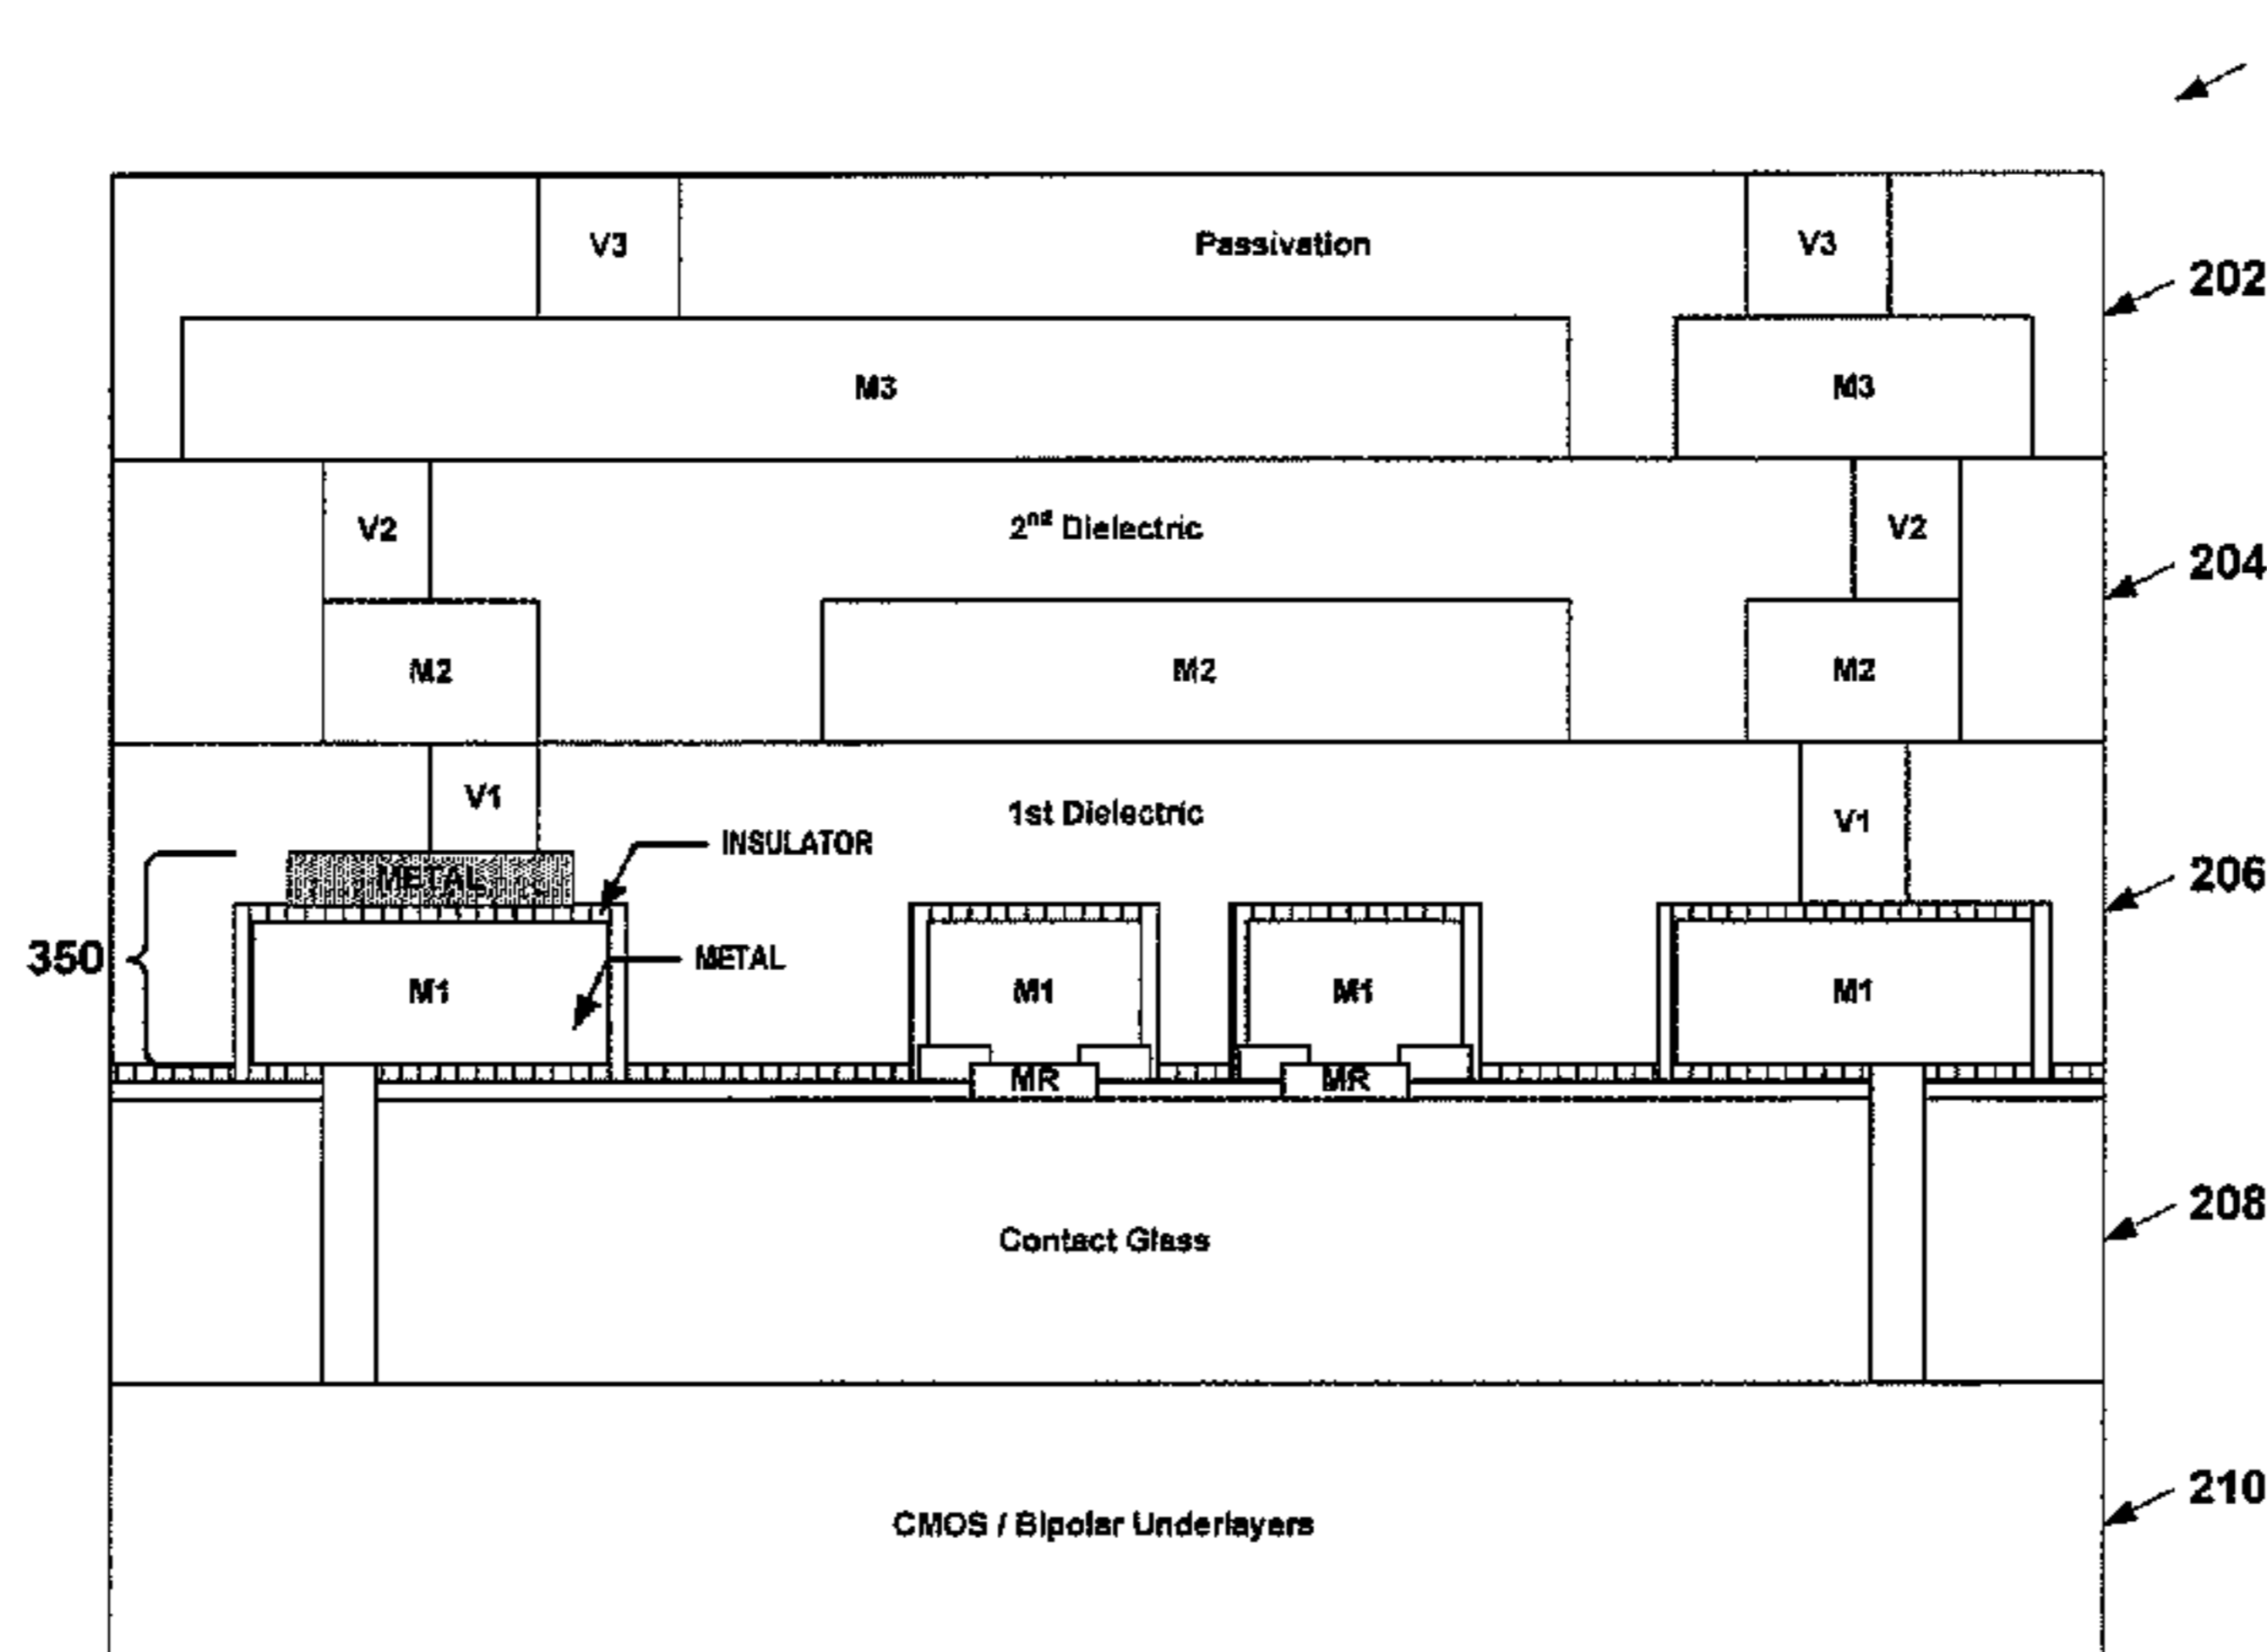 V3 Passivation V3
202
M3 M3
V2 2nd Dielectric V2
204
M2 M2 M2
V1 1st Dielectric V1
INSULATOR
METAL 206
350 METAL
M1 M1 M1 M1
MR MR
208
Contact Glass
210
CMOS / Bipolar Underlayers